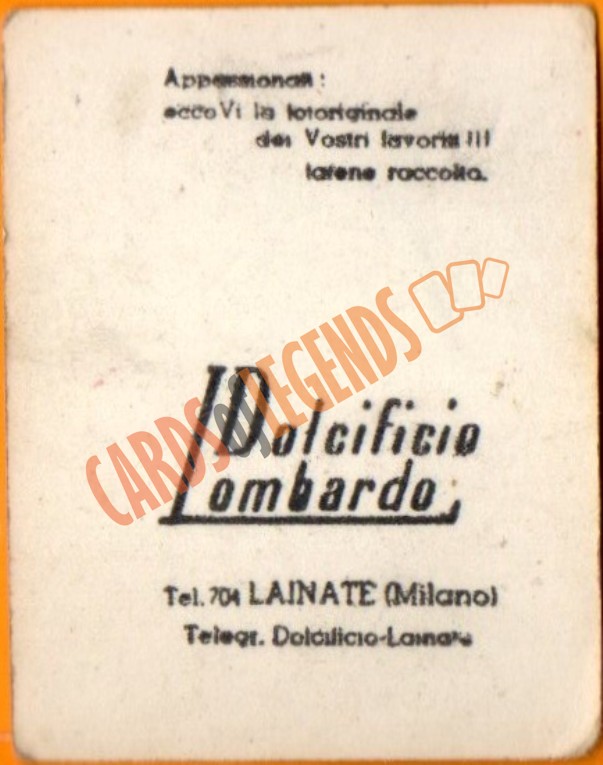 Appassionati:
eccoVi la fotoriginale
dei Vostri favoriti!!!
fatene raccolta.
CARDS of LEGENDS
Dolcificio
Lombardo
Tel. 704 LAINATE (Milano)
Telegr. Dolcificio-Lainate